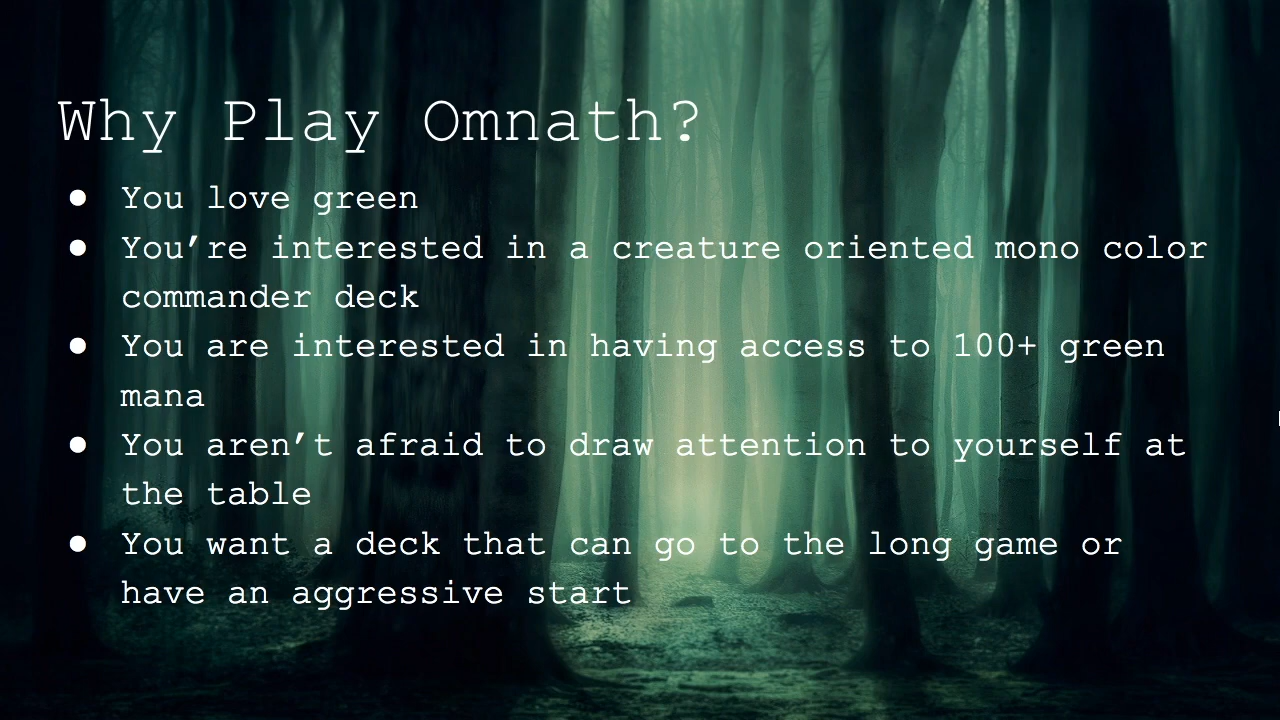 Why Play Omnath?
● You love green
● You’re interested in a creature oriented mono color
commander deck
● You are interested in having access to 100+ green
mana
● You aren’t afraid to draw attention to yourself at
the table
● You want a deck that can go to the long game or
have an aggressive start